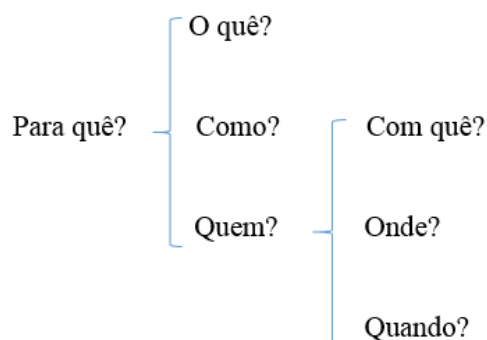 O quê?
Para quê? Como? Com quê?
Quem? Onde?
Quando?